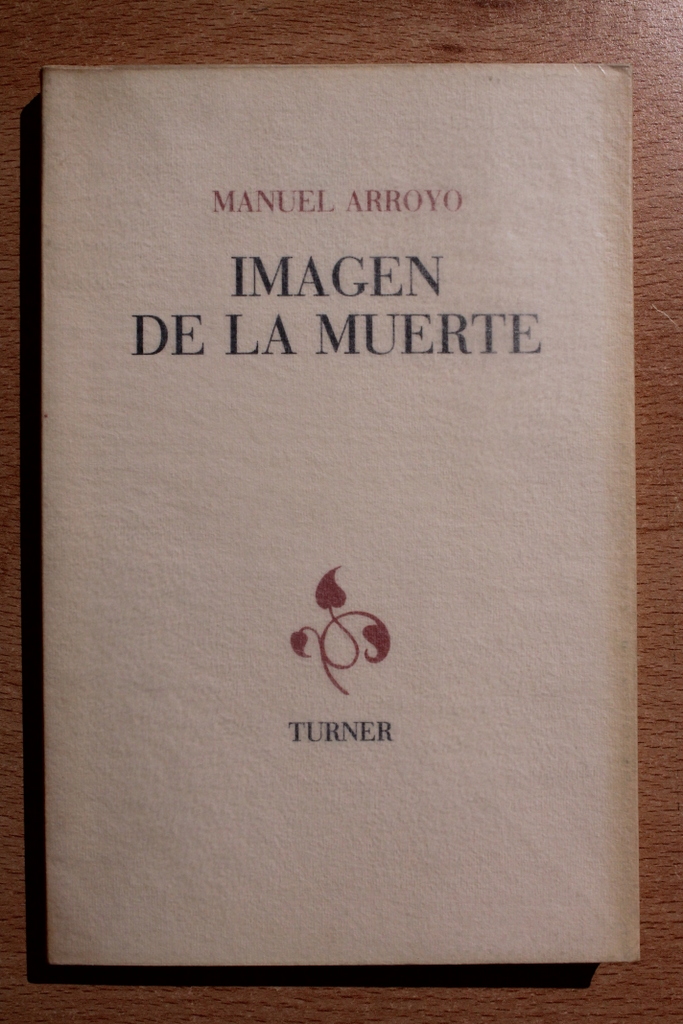 MANUEL ARROYO
IMAGEN
DE LA MUERTE
TURNER